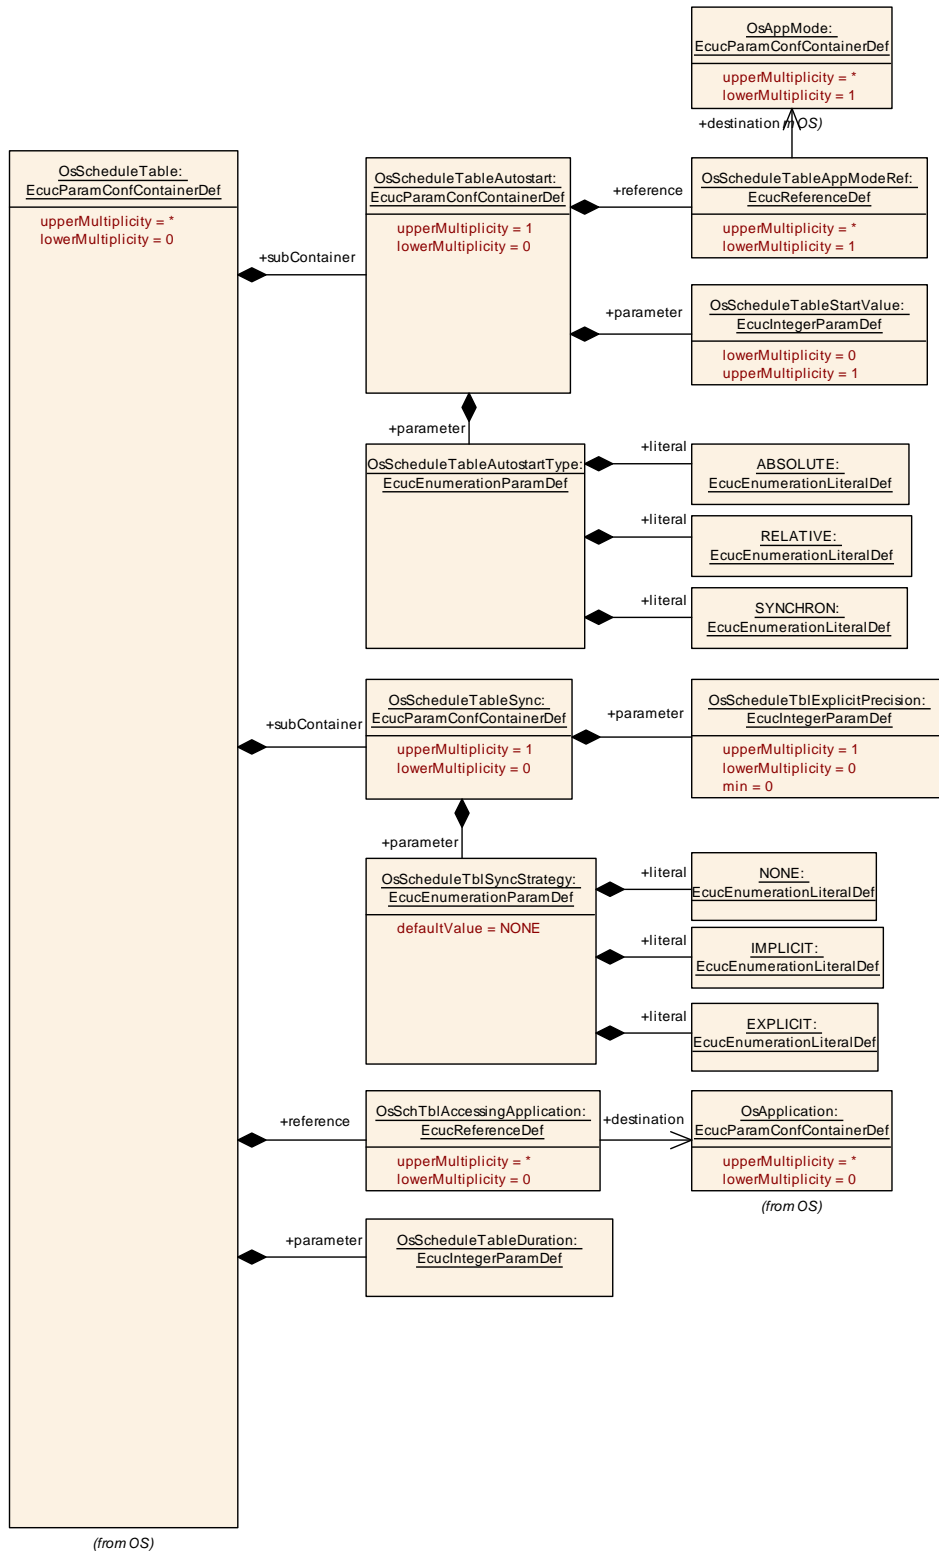 OsAppMode:
EcucParamConfContainerDef
upperMultiplicity = *
lowerMultiplicity = 1
+destination
OS)
OsScheduleTable:
EcucParamConfContainerDef
upperMultiplicity = *
lowerMultiplicity = 0
OsScheduleTableAutostart:
EcucParamConfContainerDef
upperMultiplicity = 1
lowerMultiplicity = 0
+reference
OsScheduleTableAppModeRef:
EcucReferenceDef
upperMultiplicity = *
lowerMultiplicity = 1
+subContainer
+parameter
OsScheduleTableStartValue:
EcucIntegerParamDef
lowerMultiplicity = 0
upperMultiplicity = 1
+parameter
OsScheduleTableAutostartType:
EcucEnumerationParamDef
+literal
ABSOLUTE:
EcucEnumerationLiteralDef
+literal
RELATIVE:
EcucEnumerationLiteralDef
+literal
SYNCHRON:
EcucEnumerationLiteralDef
+subContainer
OsScheduleTableSync:
EcucParamConfContainerDef
upperMultiplicity = 1
lowerMultiplicity = 0
+parameter
OsScheduleTblExplicitPrecision:
EcucIntegerParamDef
upperMultiplicity = 1
lowerMultiplicity = 0
min = 0
+parameter
OsScheduleTblSyncStrategy:
EcucEnumerationParamDef
defaultValue = NONE
+literal
NONE:
EcucEnumerationLiteralDef
+literal
IMPLICIT:
EcucEnumerationLiteralDef
+literal
EXPLICIT:
EcucEnumerationLiteralDef
+reference
OsSchTblAccessingApplication:
EcucReferenceDef
upperMultiplicity = *
lowerMultiplicity = 0
+destination
OsApplication:
EcucParamConfContainerDef
upperMultiplicity = *
lowerMultiplicity = 0
(from OS)
+parameter
OsScheduleTableDuration:
EcucIntegerParamDef
(from OS)